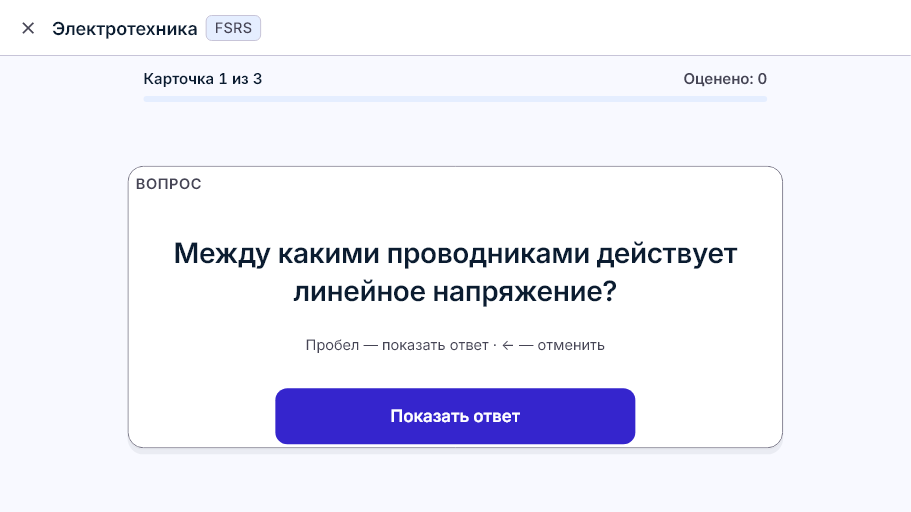 Электротехника FSRS
Карточка 1 из 3
Оценено: 0
ВОПРОС
Между какими проводниками действует
линейное напряжение?
Пробел — показать ответ · ← — отменить
Показать ответ